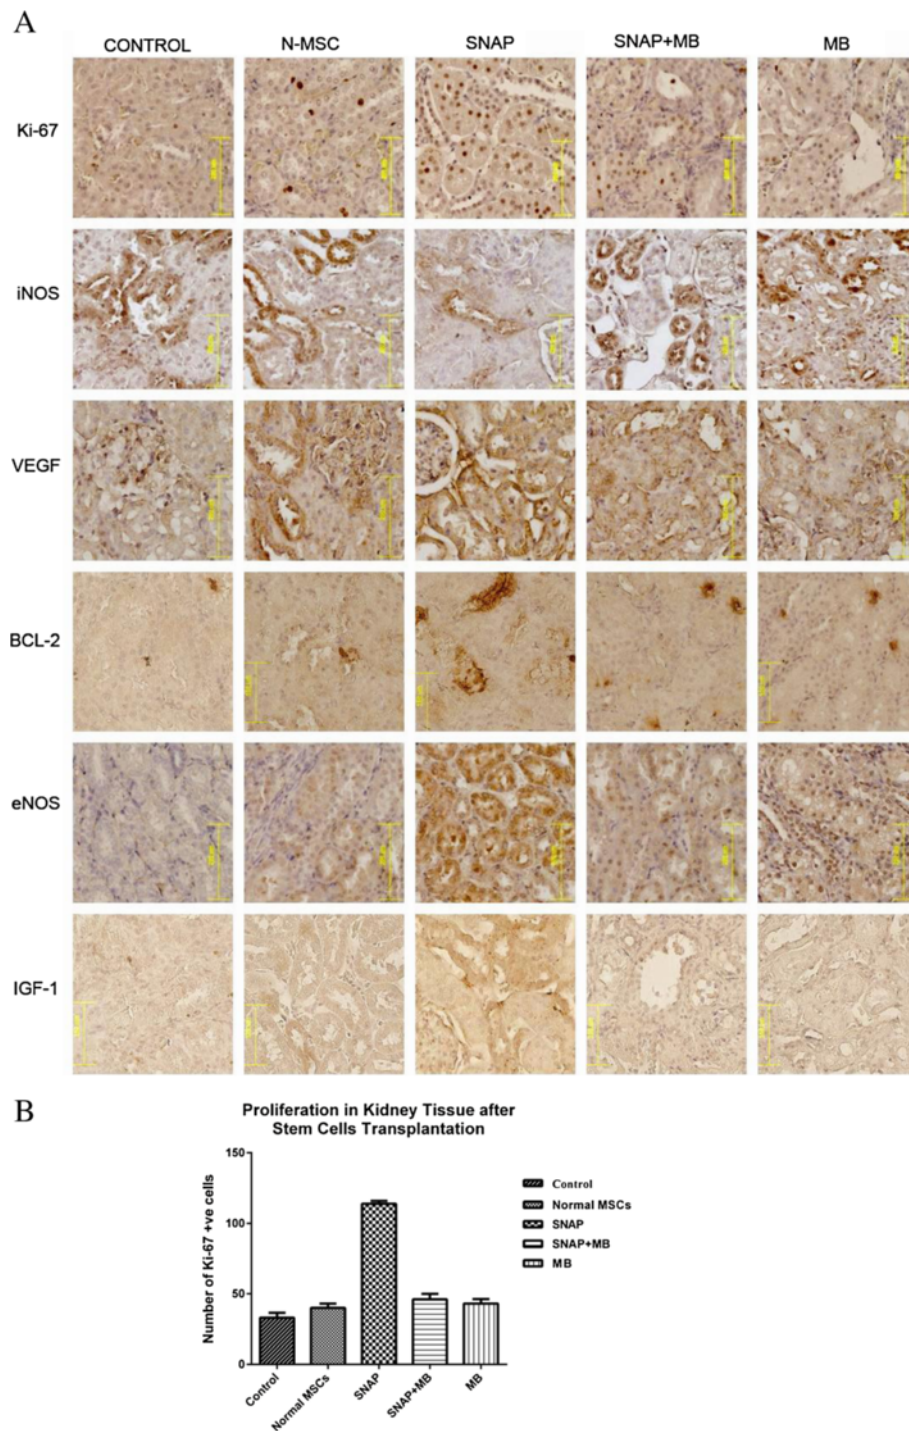 A
CONTROL N-MSC SNAP SNAP+MB MB
Ki-67
iNOS
VEGF
BCL-2
eNOS
IGF-1
B
Proliferation in Kidney Tissue after
Stem Cells Transplantation
Number of Ki-67 +ve cells
150
100
50
0
Control
Normal MSCs
SNAP
SNAP+MB
MB
Control
Normal MSCs
SNAP
SNAP+MB
MB